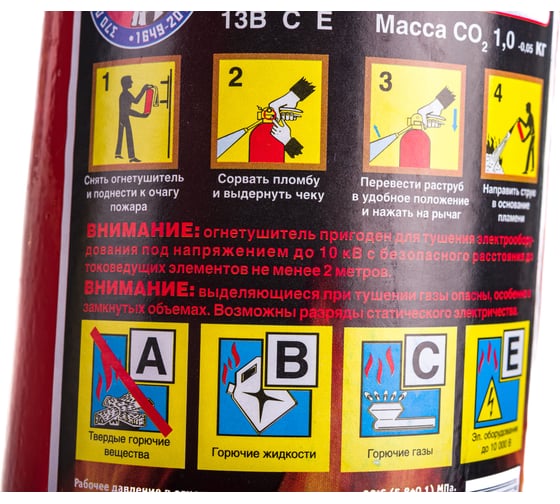 13В С Е
Масса СО2 1,0 -0,05 кг
1
2
3
4
Снять огнетушитель
и поднести к очагу
пожара
Сорвать пломбу
и выдернуть чеку
Перевести раструб
в удобное положение
и нажать на рычаг
Направить струю
в основание
пламени
ВНИМАНИЕ: огнетушитель пригоден для тушения электрообору-
дования под напряжением до 10 кВ с безопасного расстояния до
токоведущих элементов не менее 2 метров.
ВНИМАНИЕ: выделяющиеся при тушении газы опасны, особенно в
замкнутых объемах. Возможны разряды статического электричества.
A
B
C
E
Твердые горючие
вещества
Горючие жидкости
Горючие газы
Эл. оборудование
до 10 000 В
Рабочее давление в
МПа.